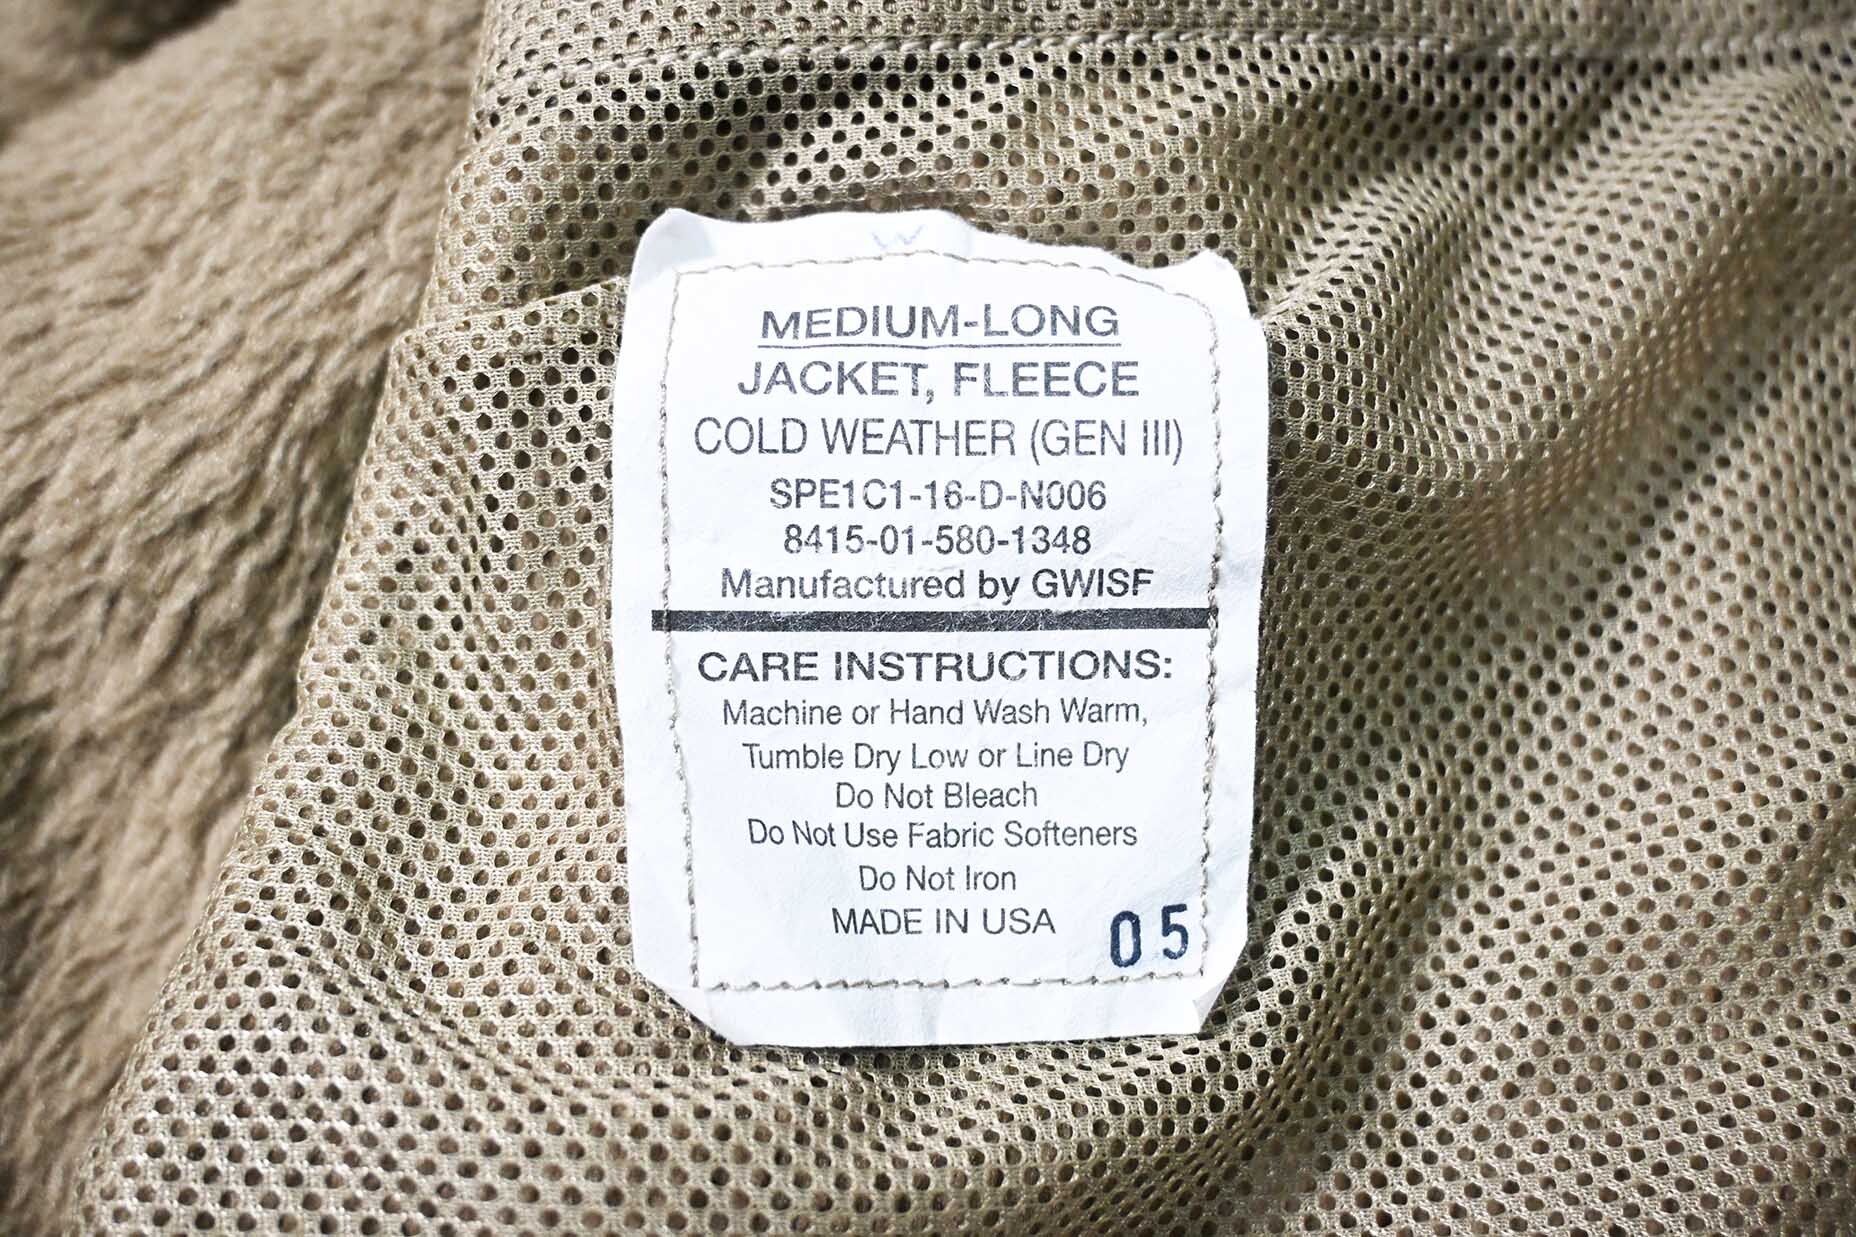 W
MEDIUM-LONG
JACKET, FLEECE
COLD WEATHER (GEN III)
SPE1C1-16-D-N006
8415-01-580-1348
Manufactured by GWISF
CARE INSTRUCTIONS:
Machine or Hand Wash Warm,
Tumble Dry Low or Line Dry
Do Not Bleach
Do Not Use Fabric Softeners
Do Not Iron
MADE IN USA 05